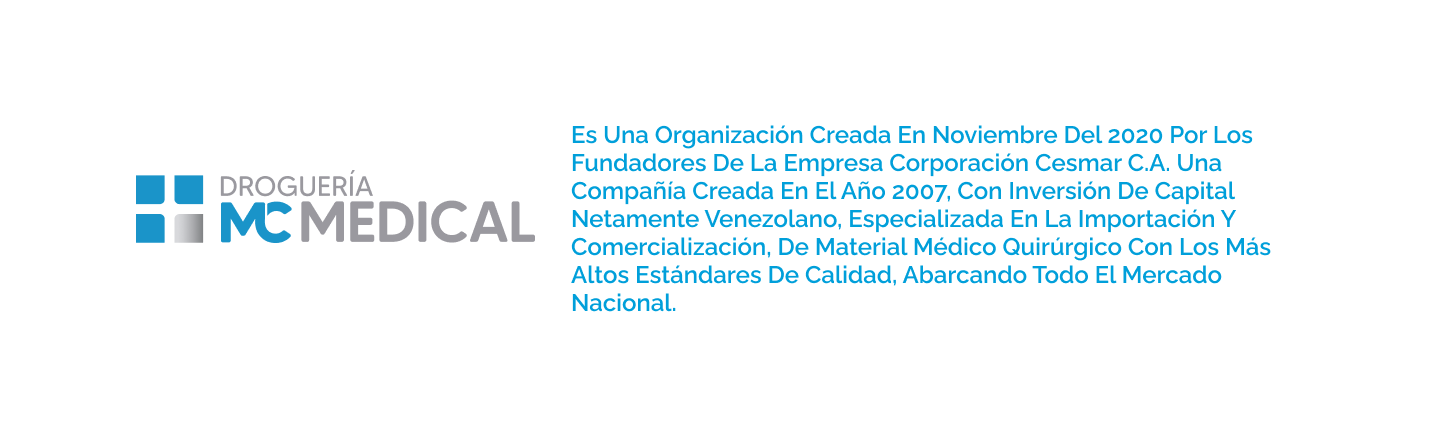 DROGUERÍA
MCMEDICAL
Es Una Organización Creada En Noviembre Del 2020 Por Los
Fundadores De La Empresa Corporación Cesmar C.A. Una
Compañía Creada En El Año 2007, Con Inversión De Capital
Netamente Venezolano, Especializada En La Importación Y
Comercialización, De Material Médico Quirúrgico Con Los Más
Altos Estándares De Calidad, Abarcando Todo El Mercado
Nacional.